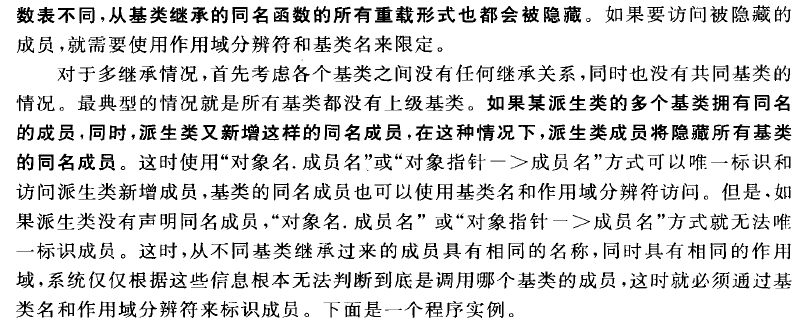 数表不同,从基类继承的同名函数的所有重载形式也都会被隐藏。如果要访问被隐藏的
成员,就需要使用作用域分辨符和基类名来限定。
对于多继承情况,首先考虑各个基类之间没有任何继承关系,同时也没有共同基类的
情况。最典型的情况就是所有基类都没有上级基类。如果某派生类的多个基类拥有同名
的成员,同时,派生类又新增这样的同名成员,在这种情况下,派生类成员将隐藏所有基类
的同名成员。这时使用“对象名.成员名”或“对象指针—>成员名”方式可以唯一标识和
访问派生类新增成员,基类的同名成员也可以使用基类名和作用域分辨符访问。但是,如
果派生类没有声明同名成员,“对象名.成员名” 或“对象指针—>成员名”方式就无法唯
一标识成员。这时,从不同基类继承过来的成员具有相同的名称,同时具有相同的作用
域,系统仅仅根据这些信息根本无法判断到底是调用哪个基类的成员,这时就必须通过基
类名和作用域分辨符来标识成员。下面是一个程序实例。